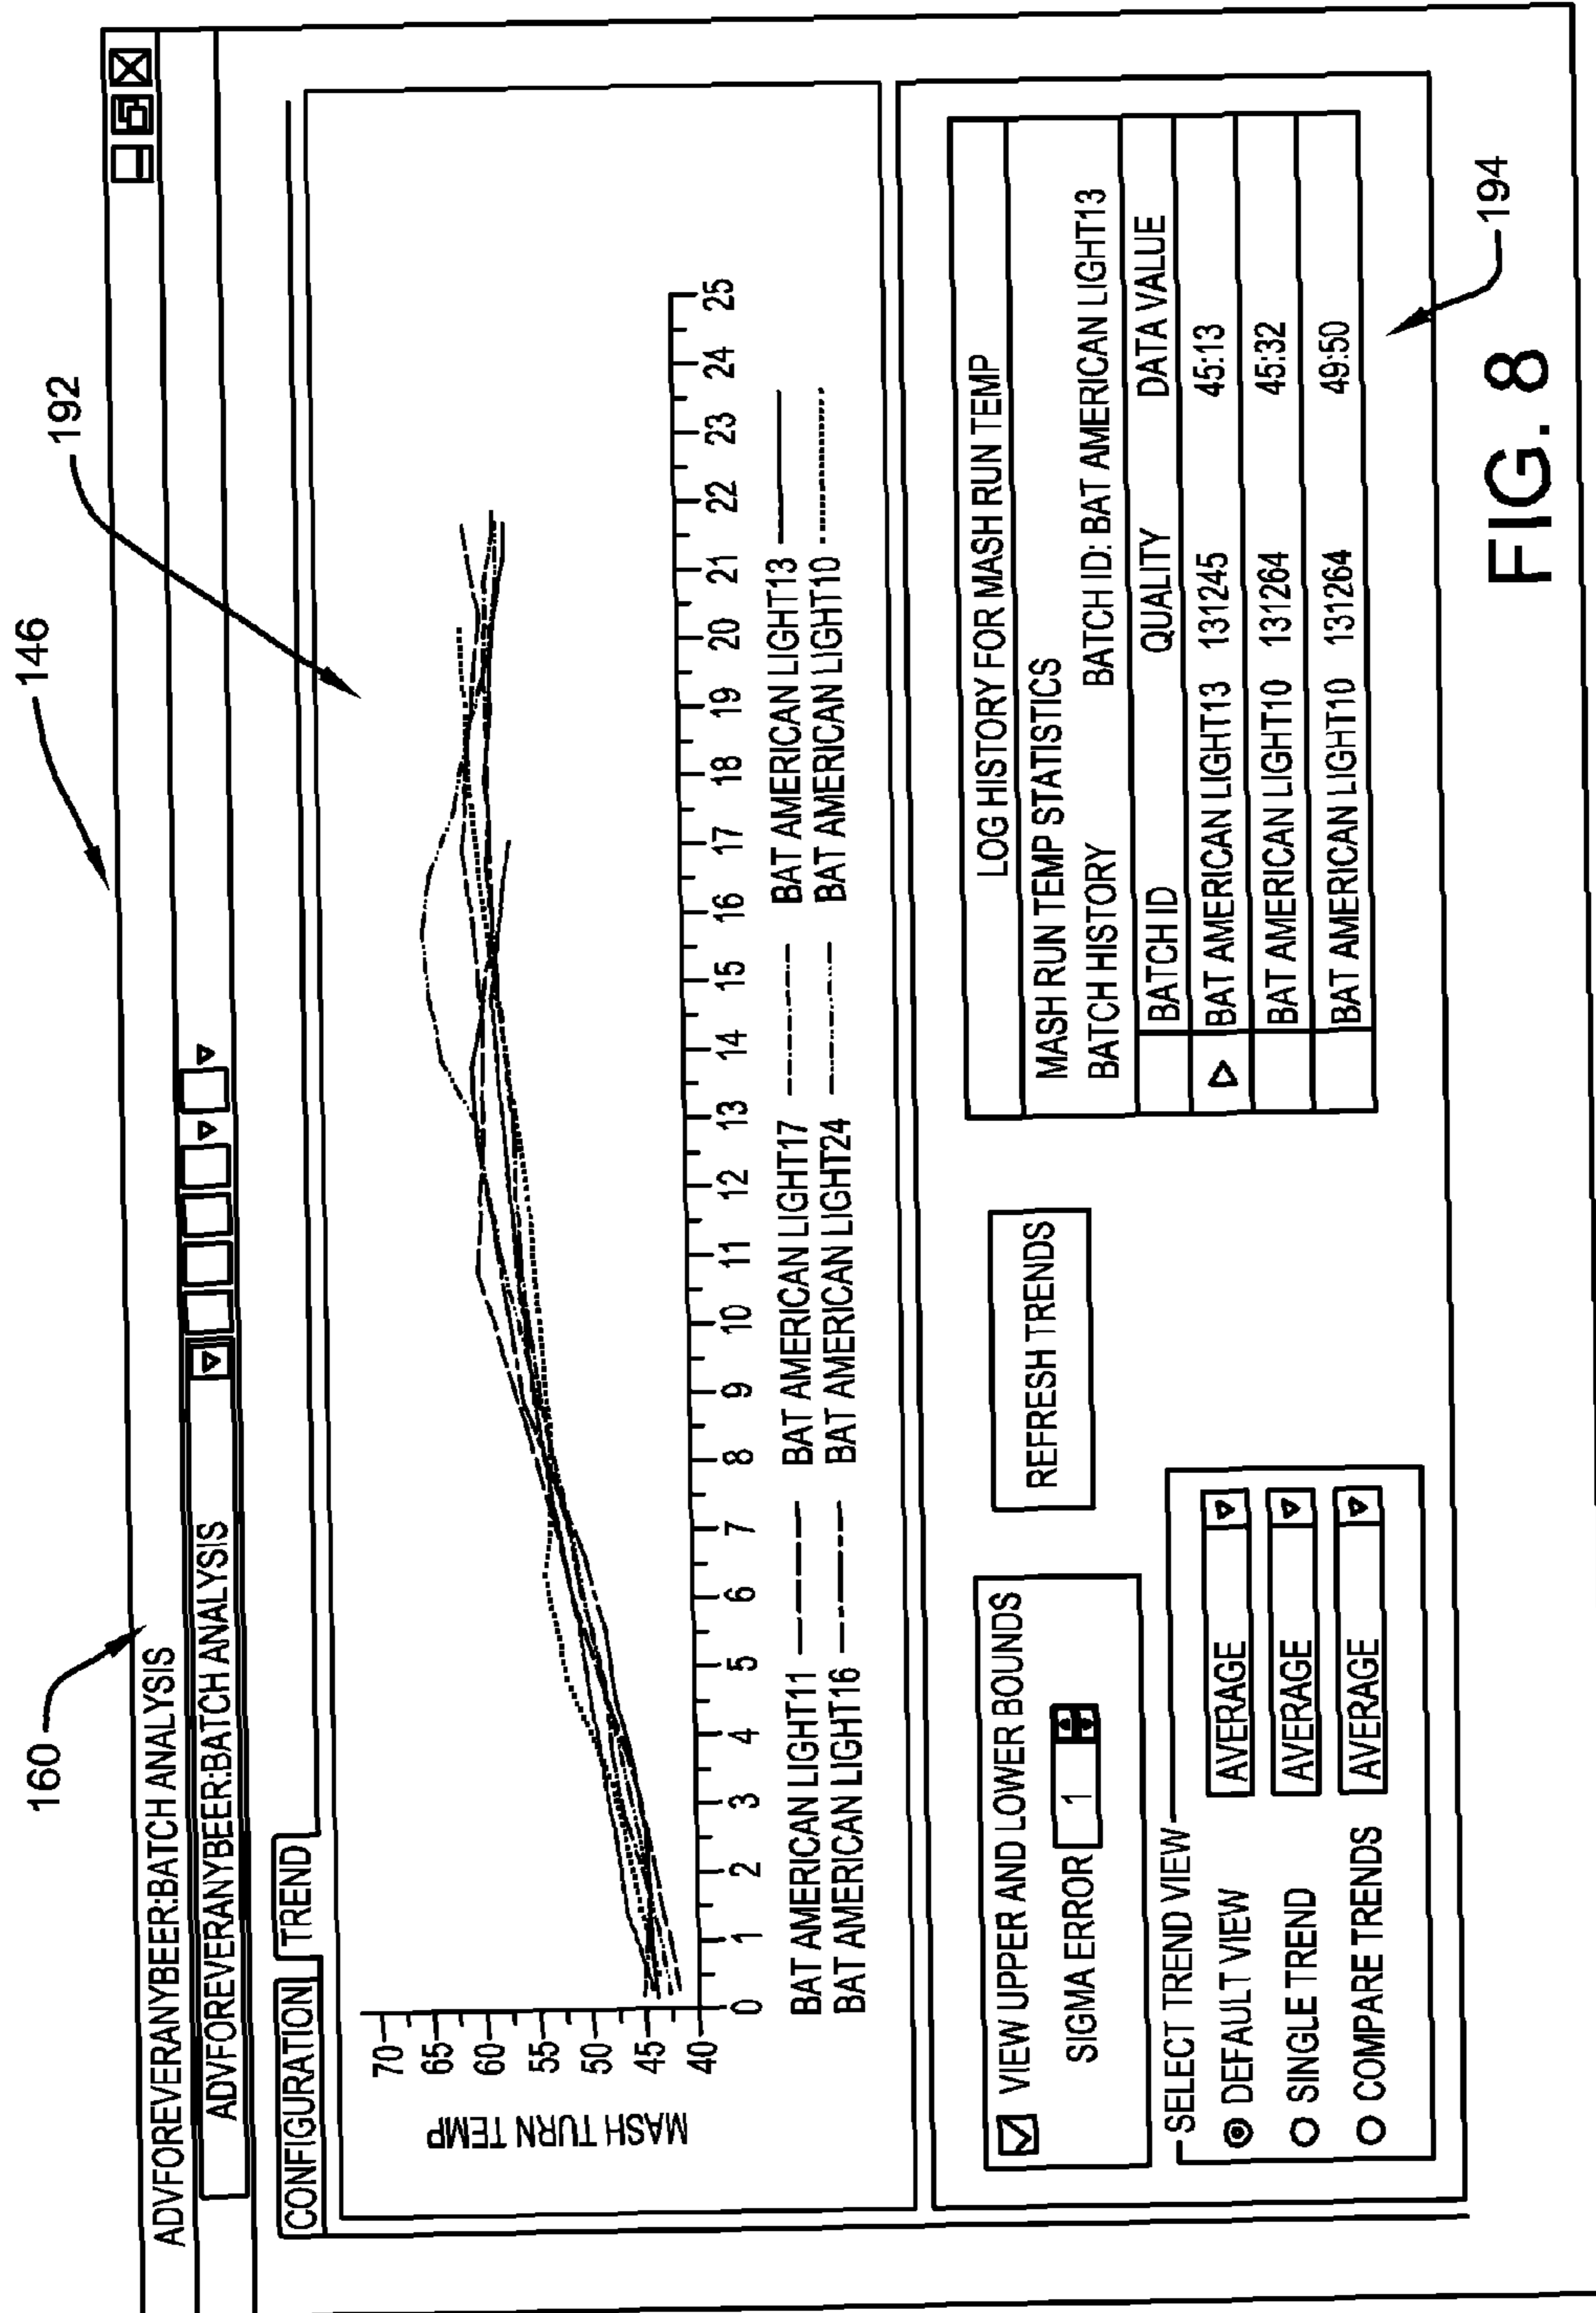 160
146
192
ADVFOREVERANYBEER:BATCH ANALYSIS
ADVFOREVERANYBEER:BATCH ANALYSIS
CONFIGURATION TREND
MASH TURN TEMP
70
65
60
55
50
45
40
0 1 2 3 4 5 6 7 8 9 10 11 12 13 14 15 16 17 18 19 20 21 22 23 24 25
BAT AMERICAN LIGHT11 BAT AMERICAN LIGHT17 BAT AMERICAN LIGHT13
BAT AMERICAN LIGHT16 BAT AMERICAN LIGHT24 BAT AMERICAN LIGHT10
VIEW UPPER AND LOWER BOUNDS
SIGMA ERROR 1
REFRESH TRENDS
SELECT TREND VIEW
DEFAULT VIEW AVERAGE
SINGLE TREND AVERAGE
COMPARE TRENDS AVERAGE
LOG HISTORY FOR MASH RUN TEMP
MASH RUN TEMP STATISTICS
BATCH HISTORY BATCH ID: BAT AMERICAN LIGHT13
BATCH ID QUALITY DATA VALUE
BAT AMERICAN LIGHT13 131245 45:13
BAT AMERICAN LIGHT10 131264 45:32
BAT AMERICAN LIGHT10 131264 49:50
194
FIG. 8